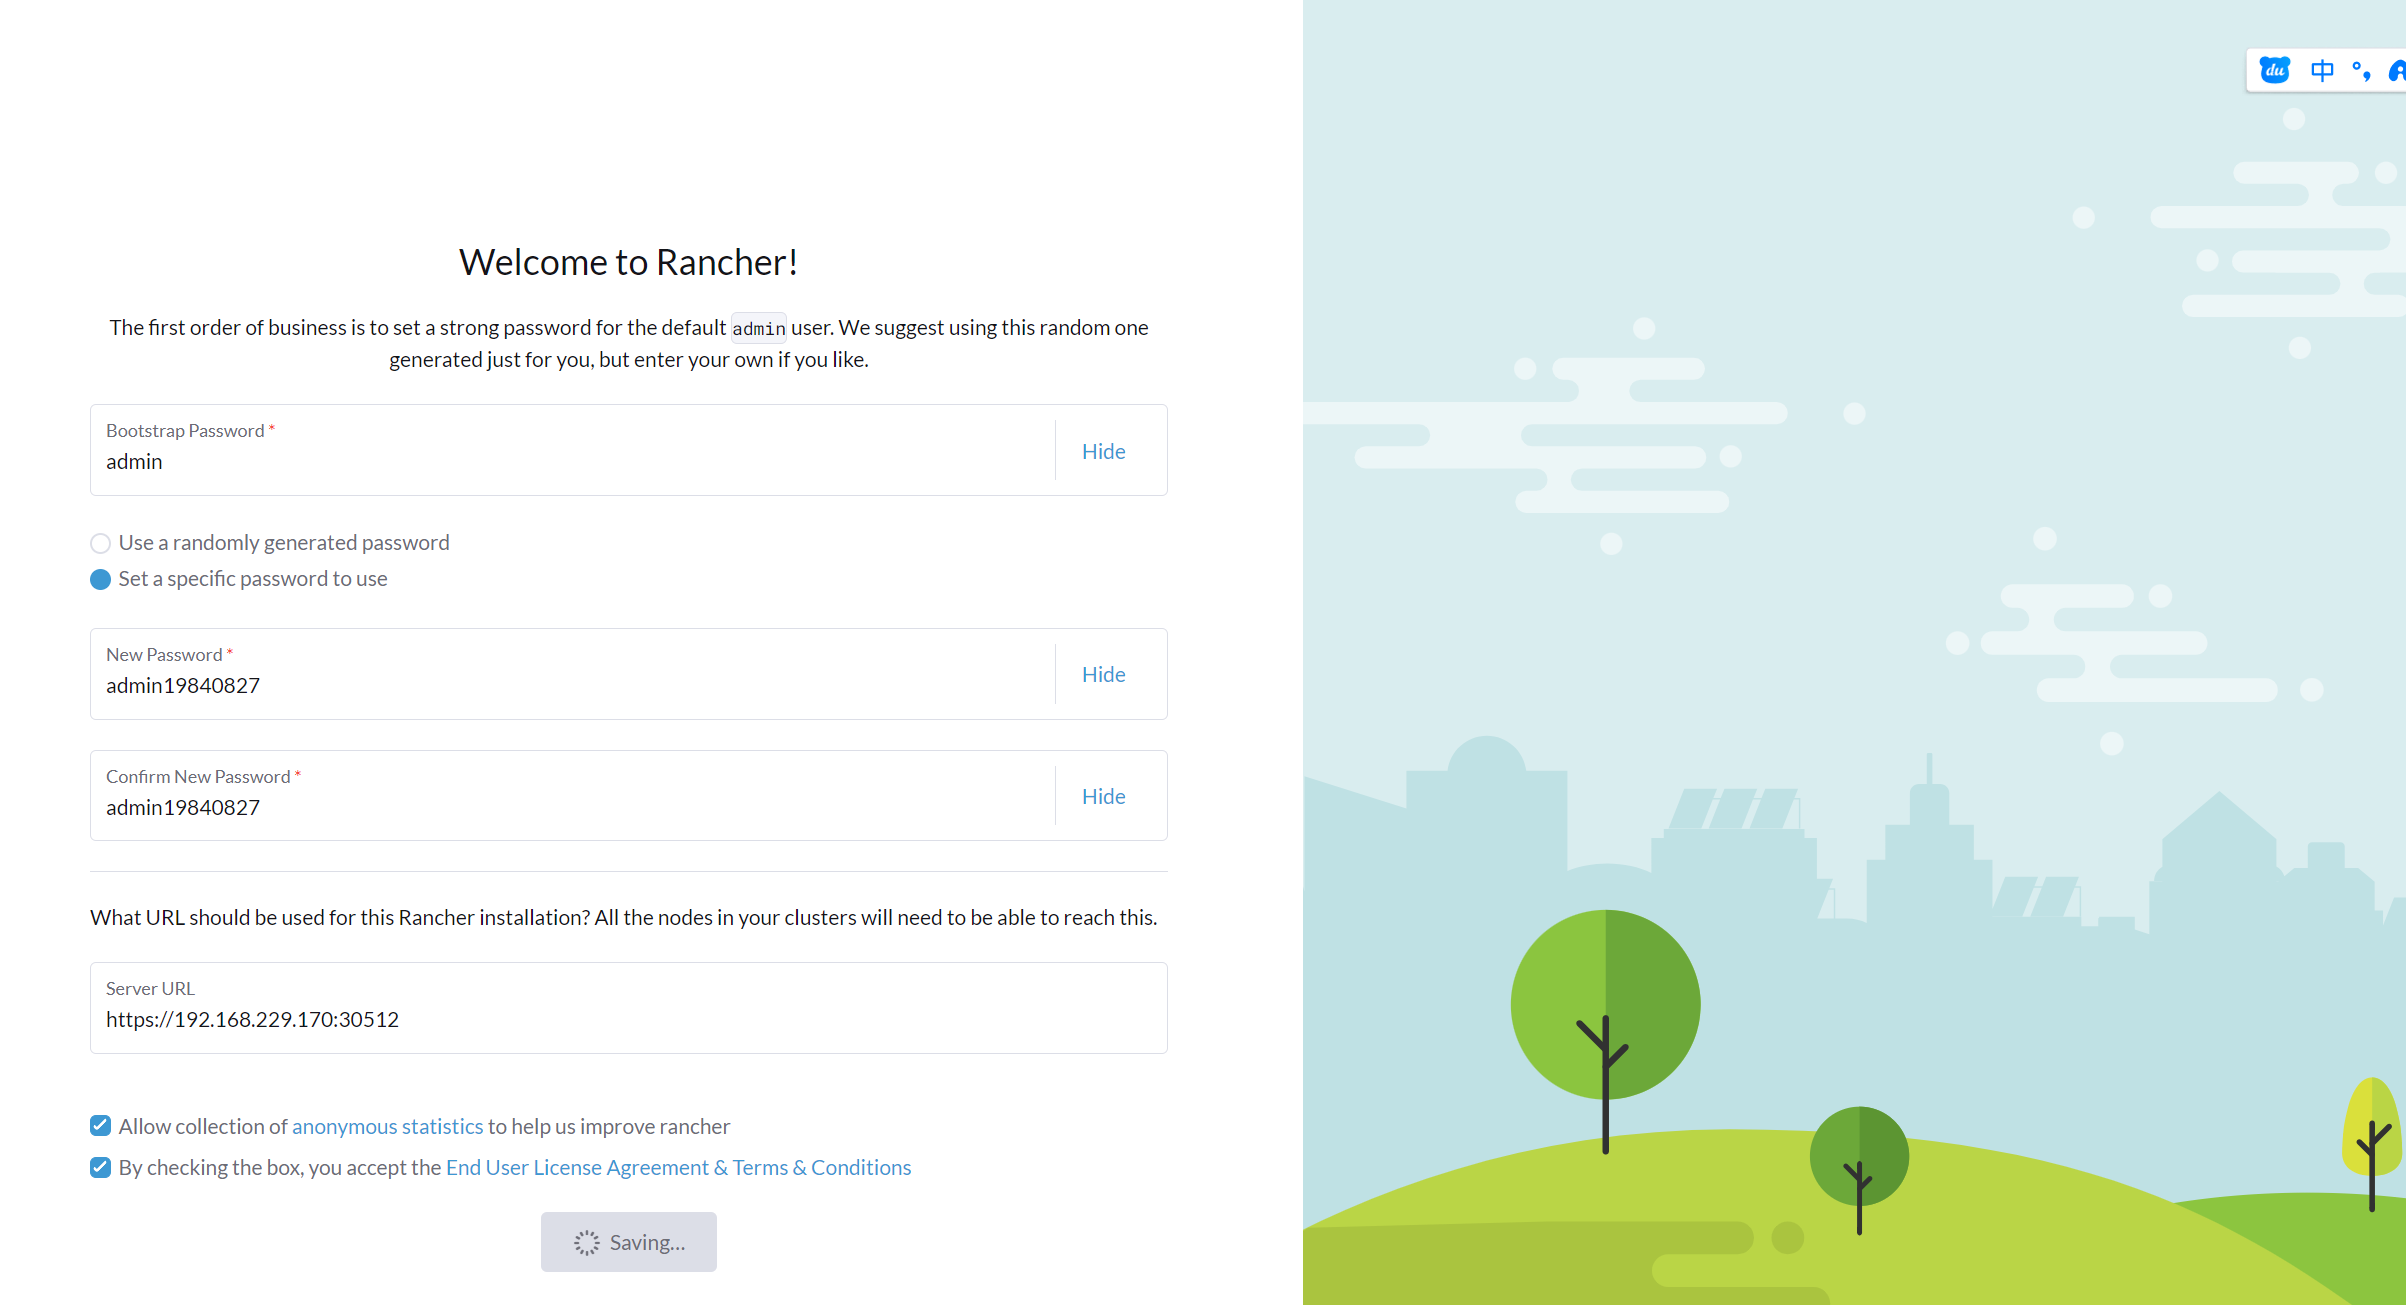 Welcome to Rancher!
The first order of business is to set a strong password for the default admin user. We suggest using this random one
generated just for you, but enter your own if you like.
Bootstrap Password *
admin
Hide
Use a randomly generated password
Set a specific password to use
New Password *
admin19840827
Hide
Confirm New Password *
admin19840827
Hide
What URL should be used for this Rancher installation? All the nodes in your clusters will need to be able to reach this.
Server URL
https://192.168.229.170:30512
Allow collection of anonymous statistics to help us improve rancher
By checking the box, you accept the End User License Agreement & Terms & Conditions
Saving...
du 中 °,